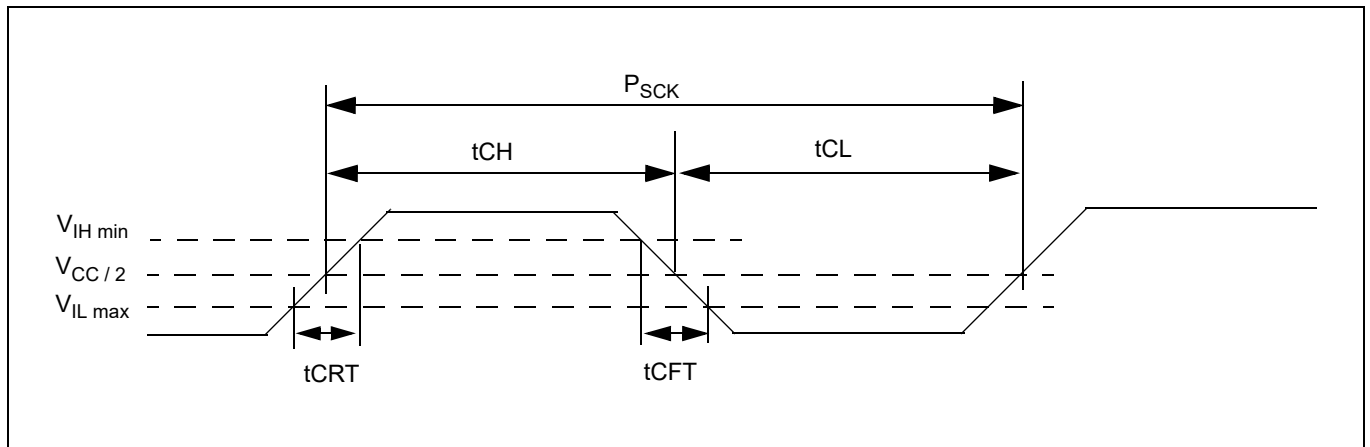 PSCK
tCH
tCL
VIH min
VCC / 2
VIL max
tCRT
tCFT